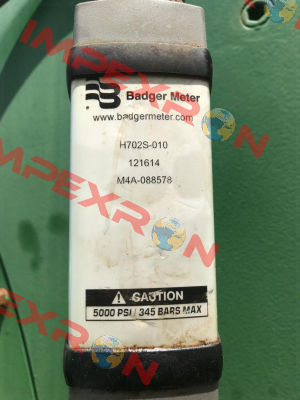 Badger Meter
www.badgermeter.com
H702S-010
121614
M4A-088578
CAUTION
5000 PSI / 345 BARS MAX
IMPEXRON
IMPEXRON
IMPEXRON